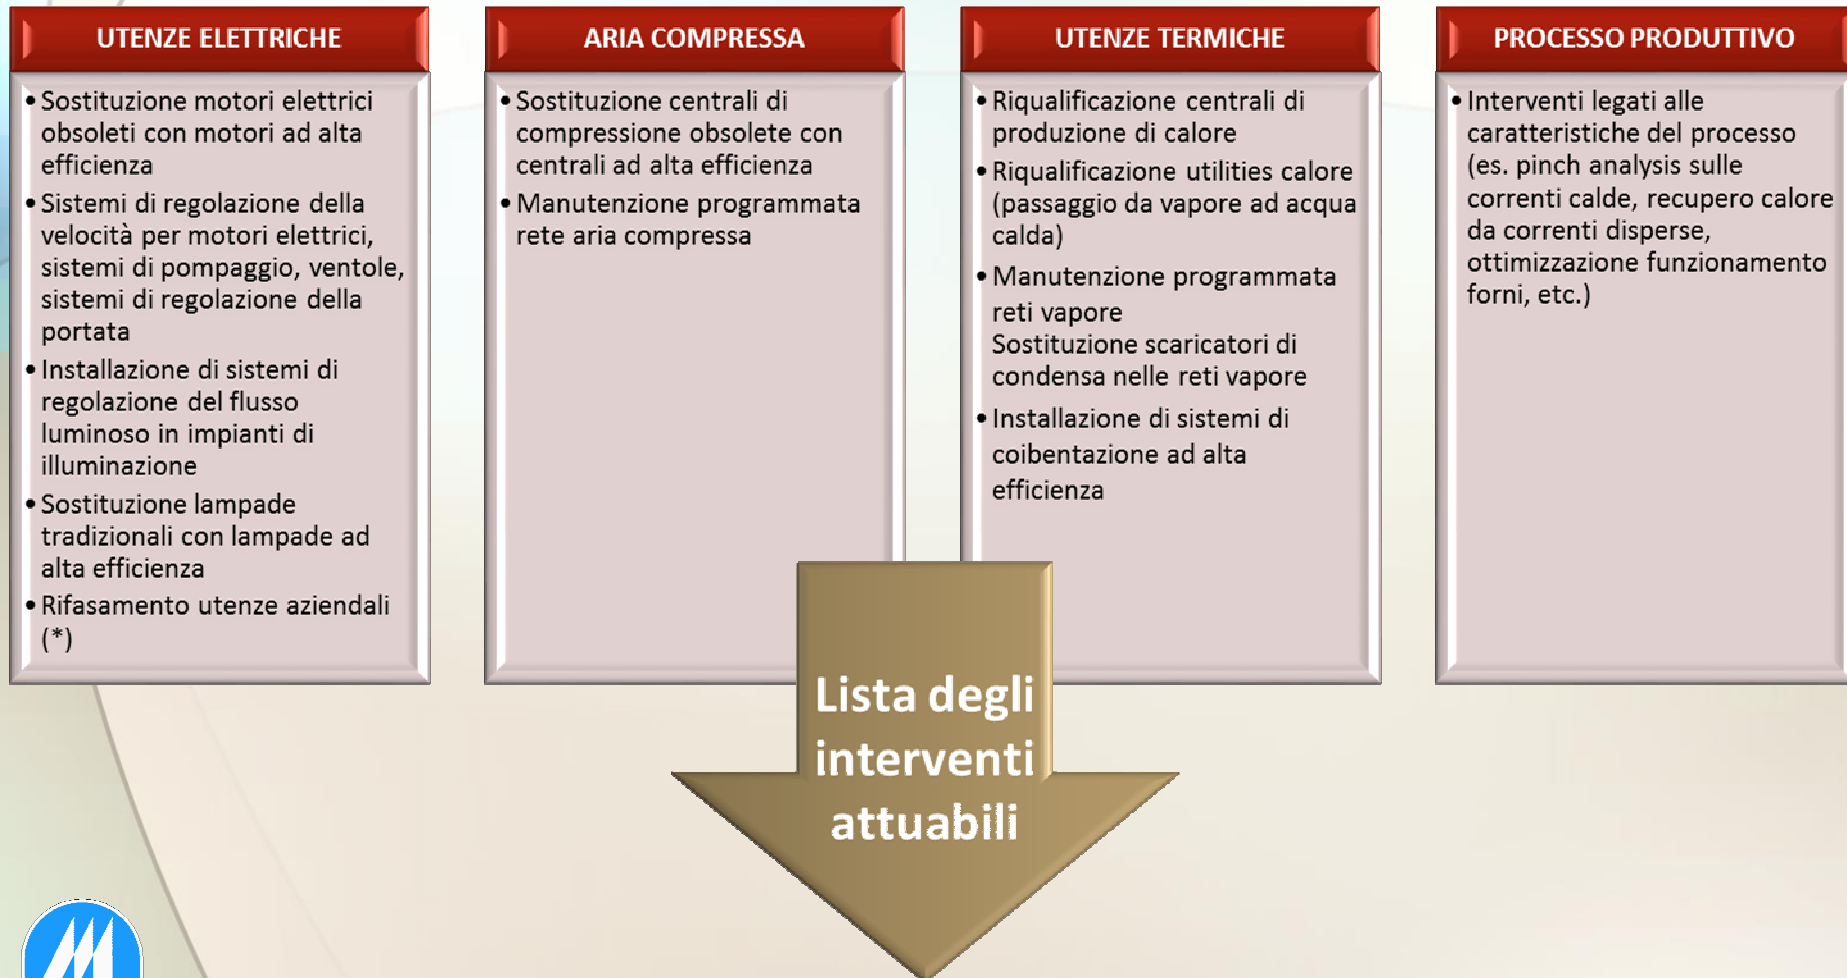 UTENZE ELETTRICHE
• Sostituzione motori elettrici
obsoleti con motori ad alta
efficienza
• Sistemi di regolazione della
velocità per motori elettrici,
sistemi di pompaggio, ventole,
sistemi di regolazione della
portata
• Installazione di sistemi di
regolazione del flusso
luminoso in impianti di
illuminazione
• Sostituzione lampade
tradizionali con lampade ad
alta efficienza
• Rifasamento utenze aziendali
(*)
ARIA COMPRESSA
• Sostituzione centrali di
compressione obsolete con
centrali ad alta efficienza
• Manutenzione programmata
rete aria compressa
UTENZE TERMICHE
• Riqualificazione centrali di
produzione di calore
• Riqualificazione utilities calore
(passaggio da vapore ad acqua
calda)
• Manutenzione programmata
reti vapore
Sostituzione scaricatori di
condensa nelle reti vapore
• Installazione di sistemi di
coibentazione ad alta
efficienza
PROCESSO PRODUTTIVO
• Interventi legati alle
caratteristiche del processo
(es. pinch analysis sulle
correnti calde, recupero calore
da correnti disperse,
ottimizzazione funzionamento
forni, etc.)
Lista degli
interventi
attuabili